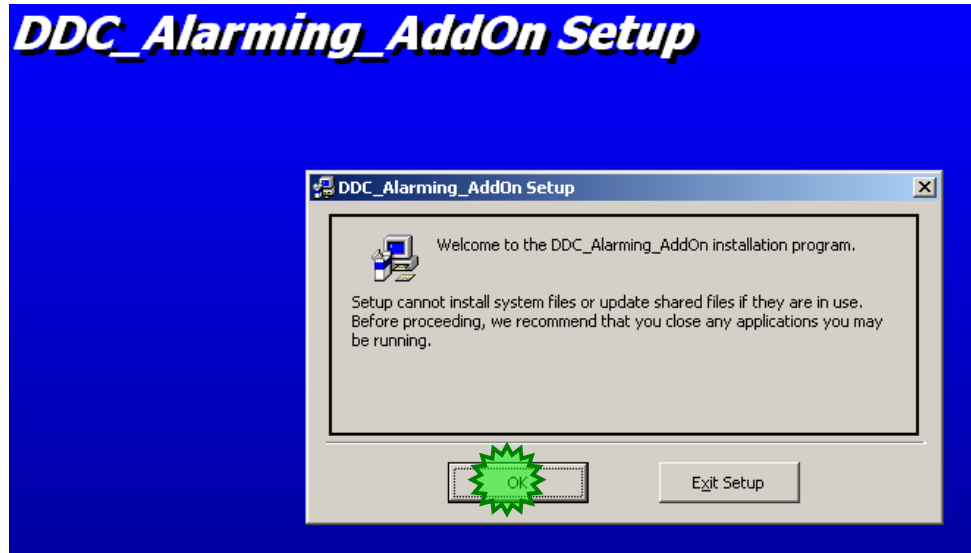 DDC_Alarming_AddOn Setup
DDC_Alarming_AddOn Setup
Welcome to the DDC_Alarming_AddOn installation program.
Setup cannot install system files or update shared files if they are in use.
Before proceeding, we recommend that you close any applications you may
be running.
OK
Exit Setup